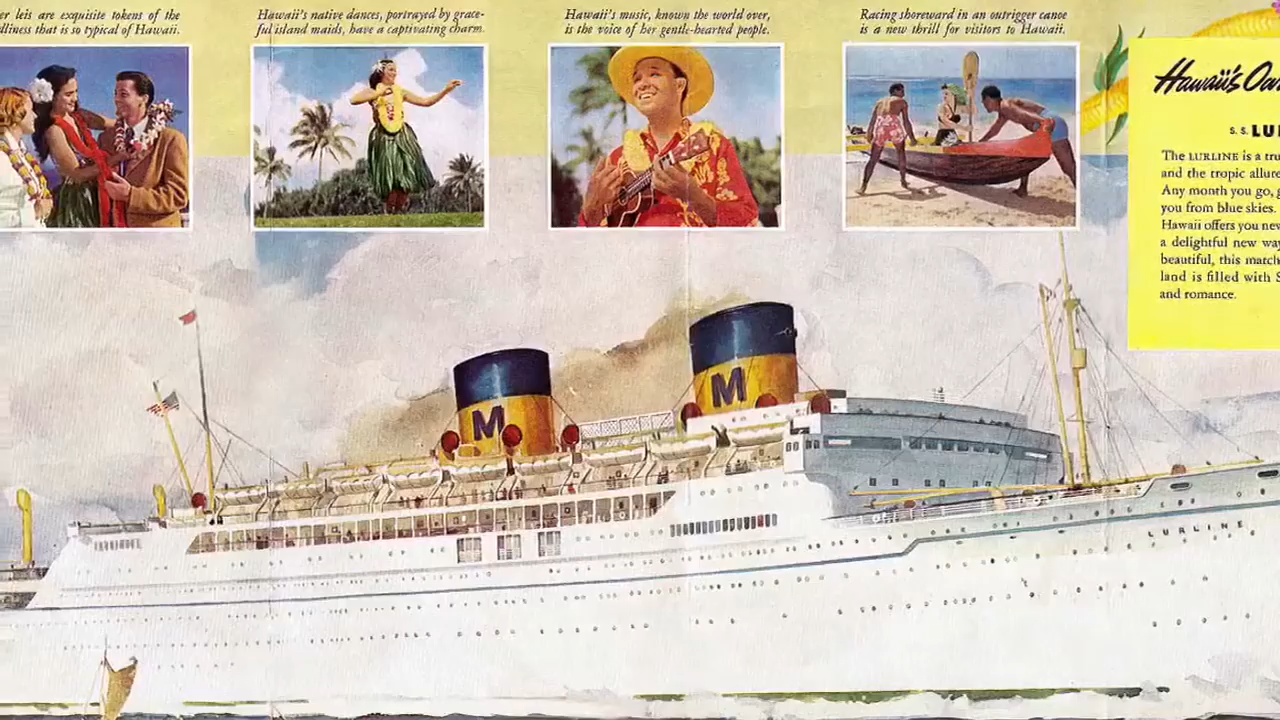 er leis are exquisite tokens of the
dliness that is so typical of Hawaii.
Hawaii's native dances, portrayed by grace-
ful island maids, have a captivating charm.
Hawaii's music, known the world over,
is the voice of her gentle-hearted people.
Racing shoreward in an outrigger canoe
is a new thrill for visitors to Hawaii.
Hawaii's Ow
S. S. LU
The LURLINE is a tru
and the tropic allure
Any month you go,
you from blue skies.
Hawaii offers you new
a delightful new way
beautiful, this match
land is filled with S
and romance.
M
M
LURLINE